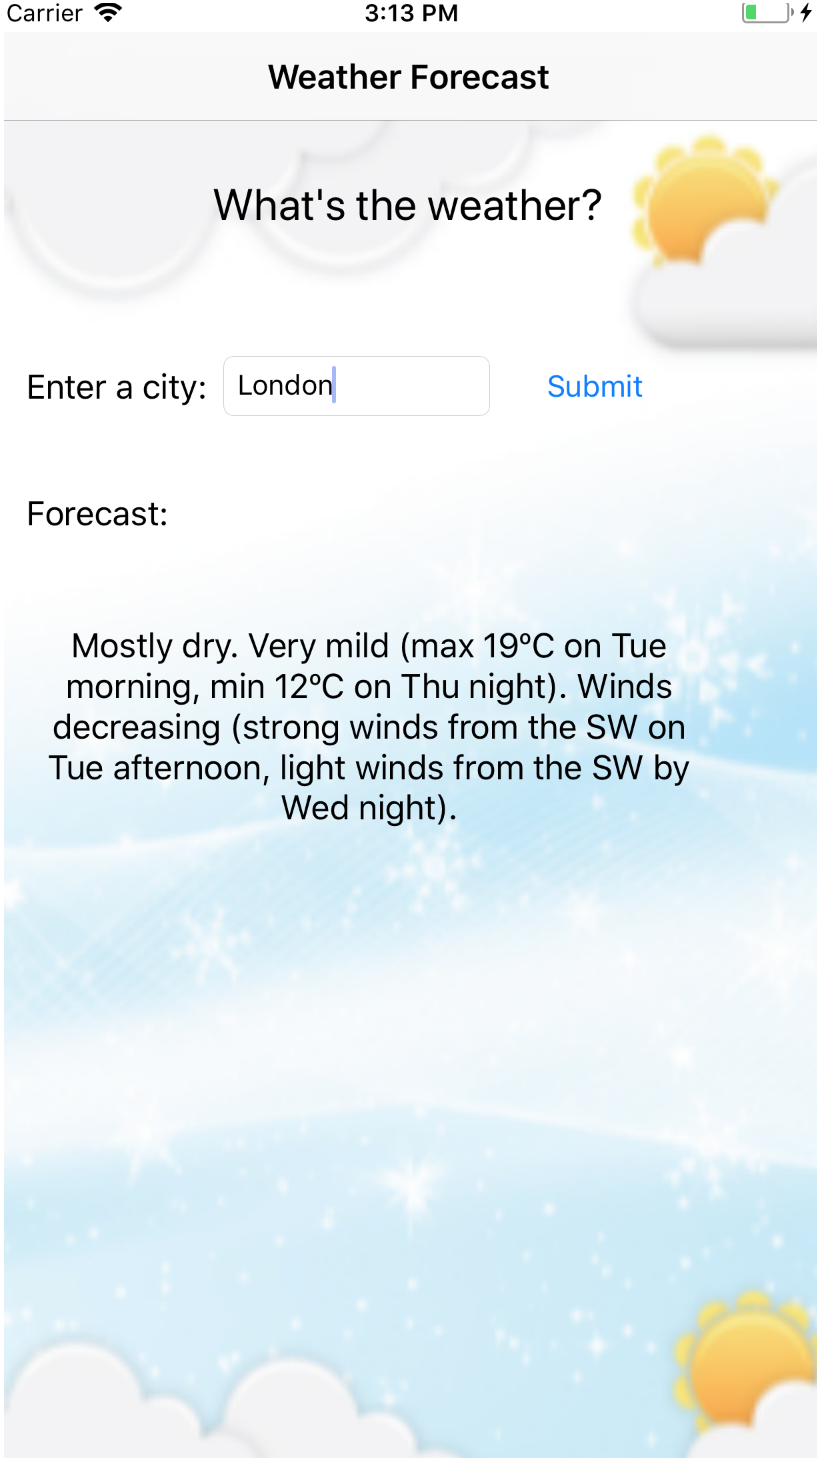 Carrier 3:13 PM
Weather Forecast
What's the weather?
Enter a city: London Submit
Forecast:
Mostly dry. Very mild (max 19ºC on Tue
morning, min 12ºC on Thu night). Winds
decreasing (strong winds from the SW on
Tue afternoon, light winds from the SW by
Wed night).